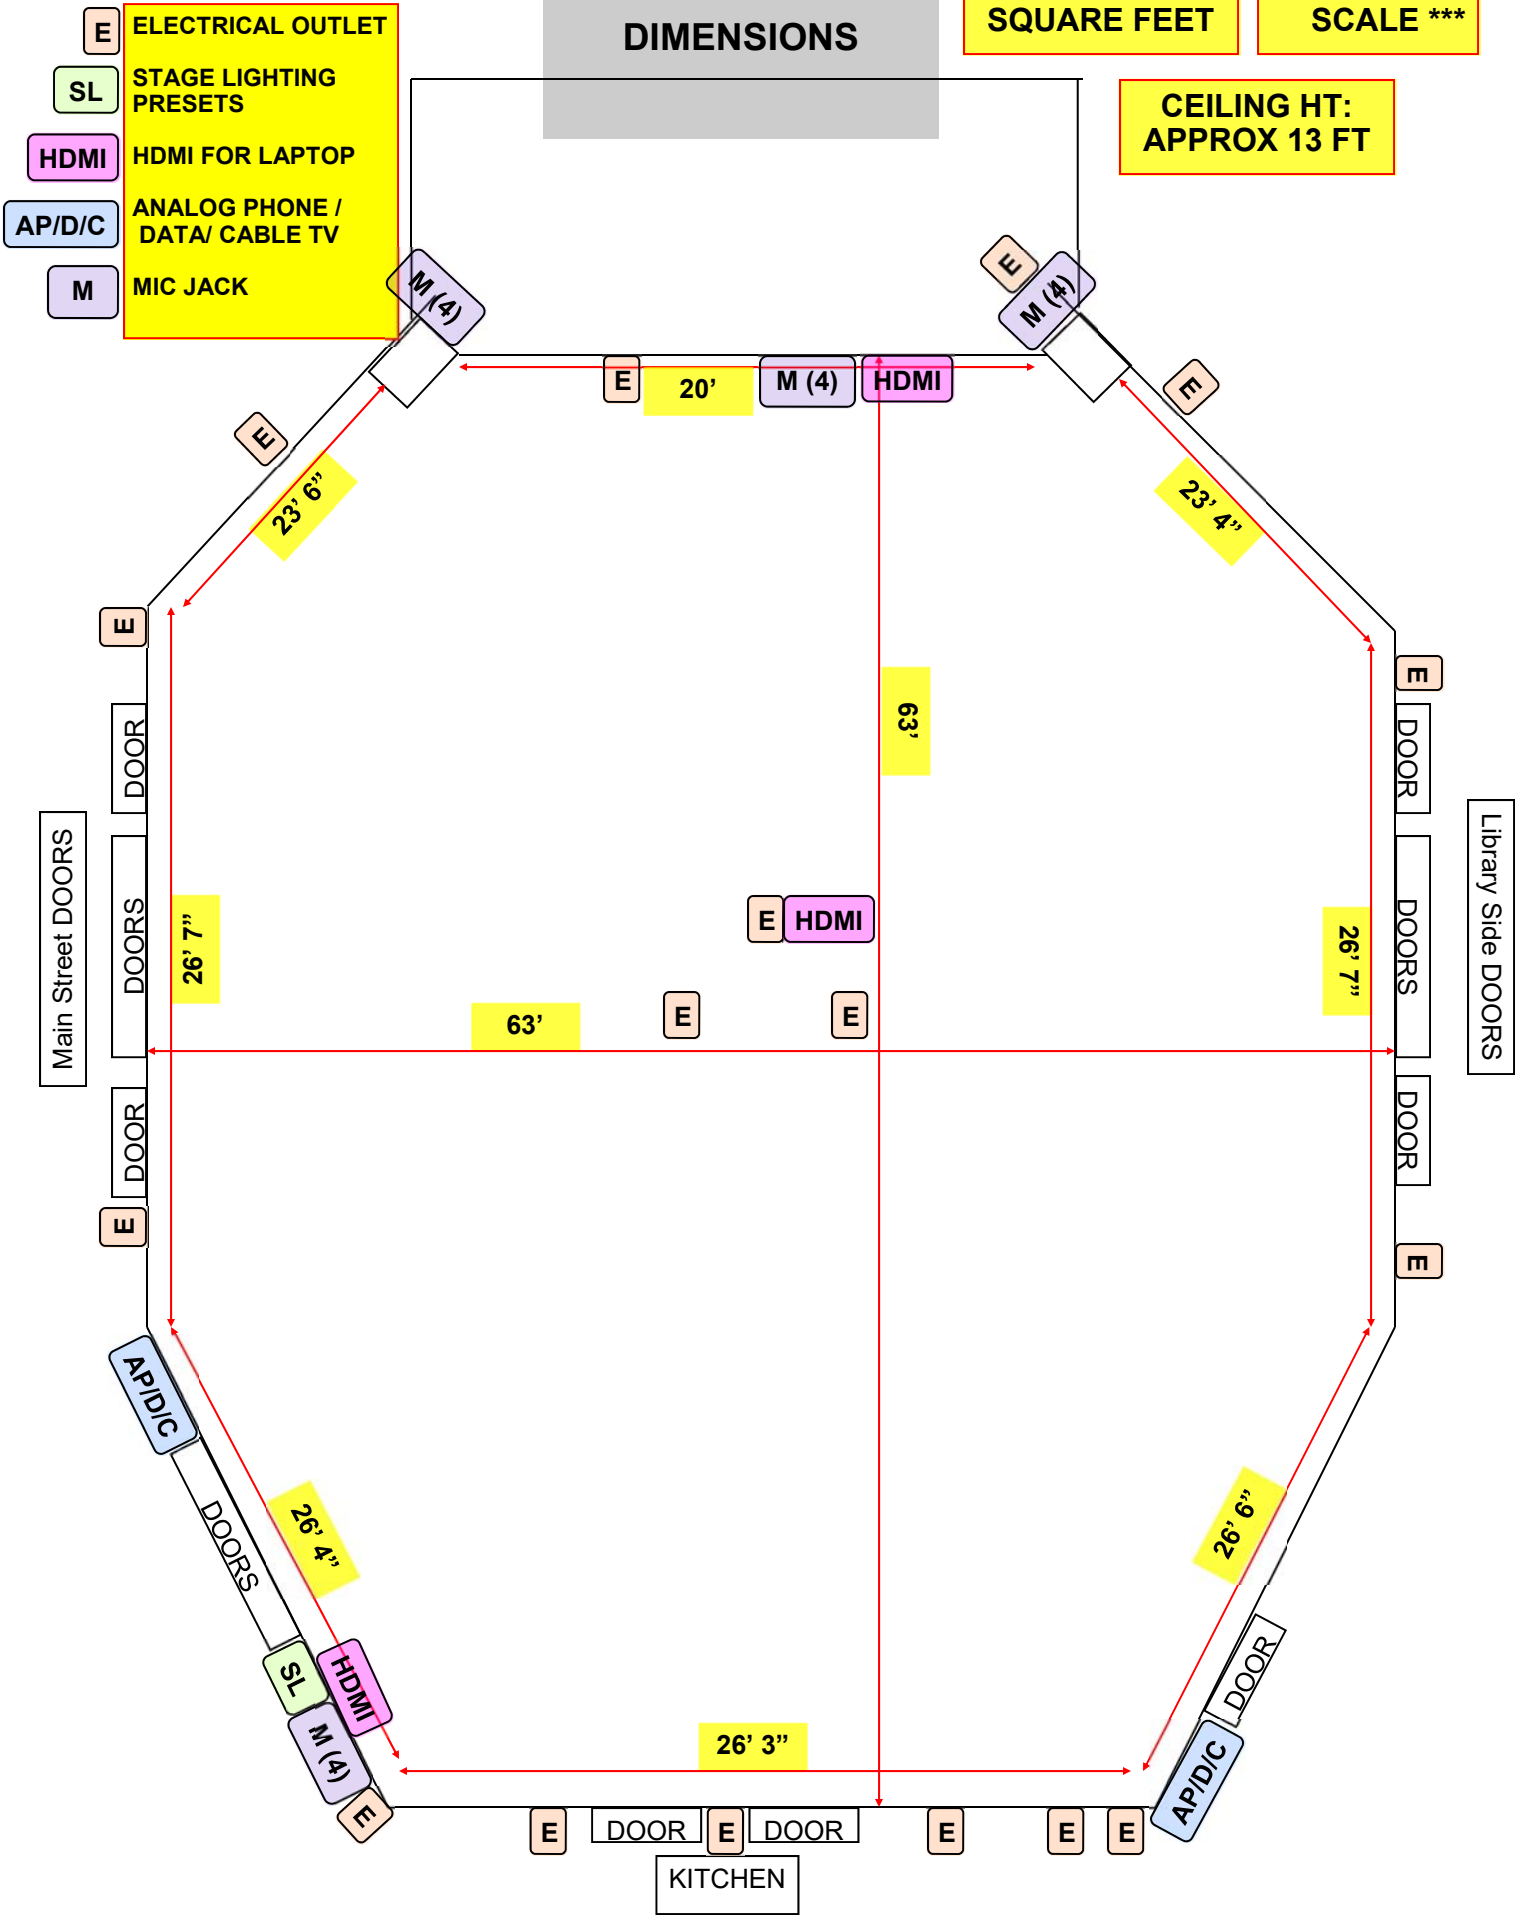 E
ELECTRICAL OUTLET
DIMENSIONS
SQUARE FEET
SCALE ***
SL
STAGE LIGHTING
PRESETS
CEILING HT:
APPROX 13 FT
HDMI
HDMI FOR LAPTOP
AP/D/C
ANALOG PHONE /
DATA/ CABLE TV
M
MIC JACK
M (4)
E
M (4)
E
20’
M (4)
HDMI
E
E
23’ 6”
23’ 4”
E
E
63’
DOOR
DOOR
Main Street DOORS
DOORS
26’ 7”
E
HDMI
26’ 7”
DOORS
Library Side DOORS
63’
E
E
DOOR
DOOR
E
E
AP/D/C
DOORS
26’ 4”
26’ 6”
SL
HDMI
DOOR
M (4)
26’ 3”
AP/D/C
E
E
DOOR
E
DOOR
E
E
E
KITCHEN